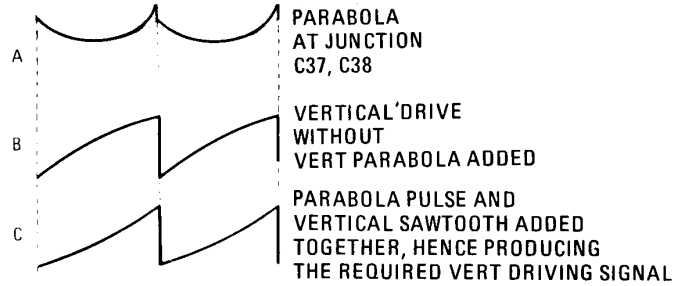 A
PARABOLA
AT JUNCTION
C37, C38
B
VERTICAL'DRIVE
WITHOUT
VERT PARABOLA ADDED
C
PARABOLA PULSE AND
VERTICAL SAWTOOTH ADDED
TOGETHER, HENCE PRODUCING
THE REQUIRED VERT DRIVING SIGNAL